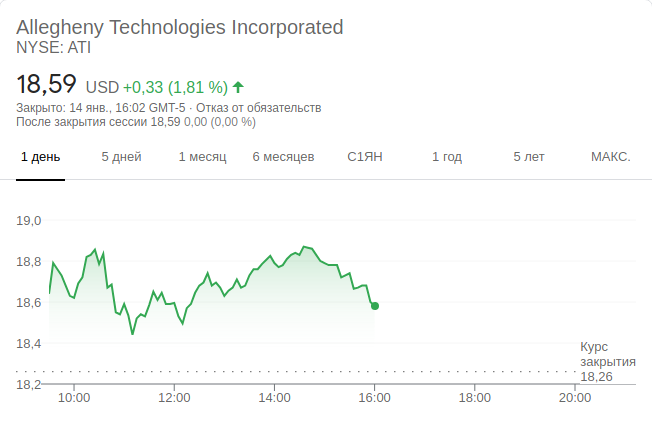 Allegheny Technologies Incorporated
NYSE: ATI
18,59 USD +0,33 (1,81 %)
Закрыто: 14 янв., 16:02 GMT-5 · Отказ от обязательств
После закрытия сессии 18,59 0,00 (0,00 %)
1 день 5 дней 1 месяц 6 месяцев С1ЯН 1 год 5 лет МАКС.
19,0
18,8
18,6
18,4
Курс
закрытия
18,26
18,2
10:00 12:00 14:00 16:00 18:00 20:00